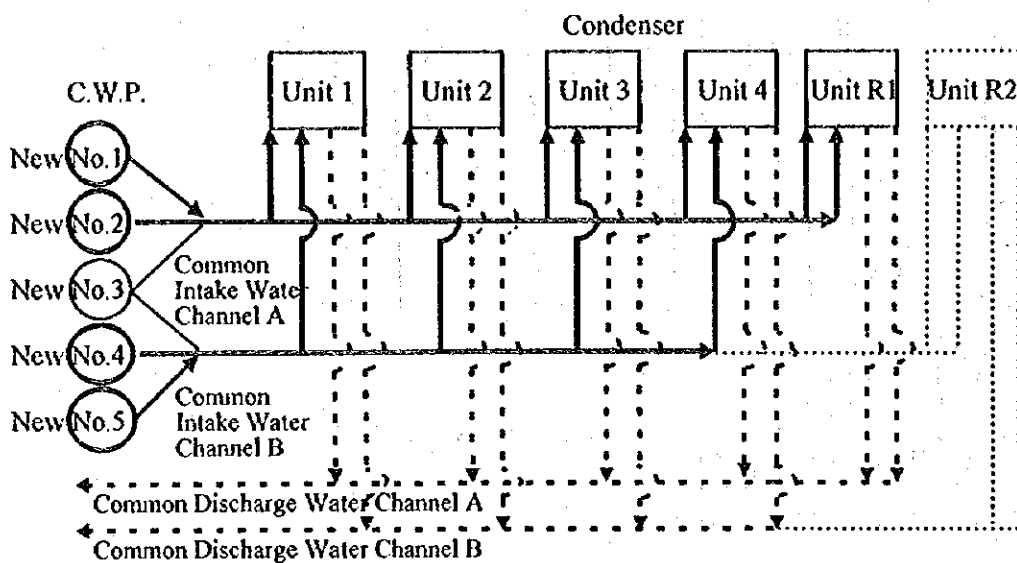 Condenser
C.W.P.
Unit 1
Unit 2
Unit 3
Unit 4
Unit R1
Unit R2
New No.1
New No.2
New No.3
New No.4
New No.5
Common
Intake Water
Channel A
Common
Intake Water
Channel B
Common Discharge Water Channel A
Common Discharge Water Channel B